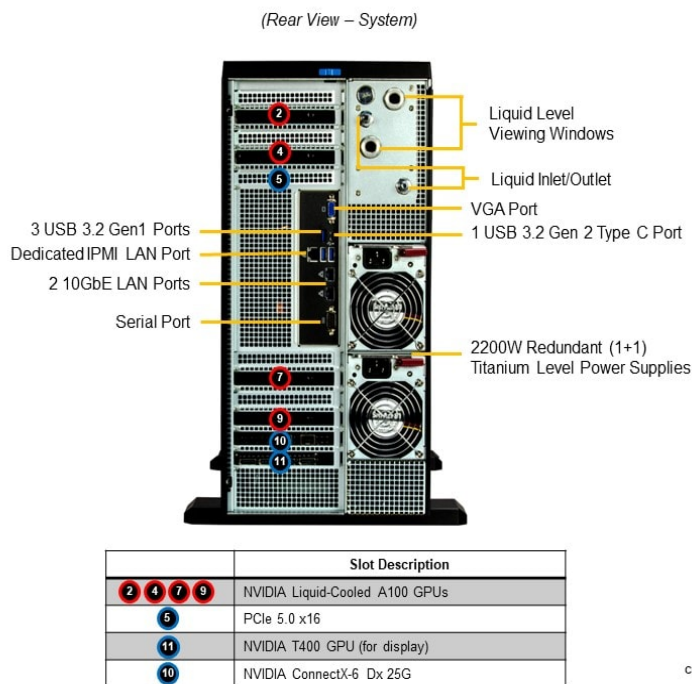 (Rear View – System)
2
4
5
Liquid Level
Viewing Windows
Liquid Inlet/Outlet
VGA Port
3 USB 3.2 Gen1 Ports
1 USB 3.2 Gen 2 Type C Port
Dedicated IPMI LAN Port
2 10GbE LAN Ports
Serial Port
2200W Redundant (1+1)
Titanium Level Power Supplies
7
9
10
11
Slot Description
2 4 7 9 NVIDIA Liquid-Cooled A100 GPUs
5 PCIe 5.0 x16
11 NVIDIA T400 GPU (for display)
10 NVIDIA ConnectX-6 Dx 25G
c